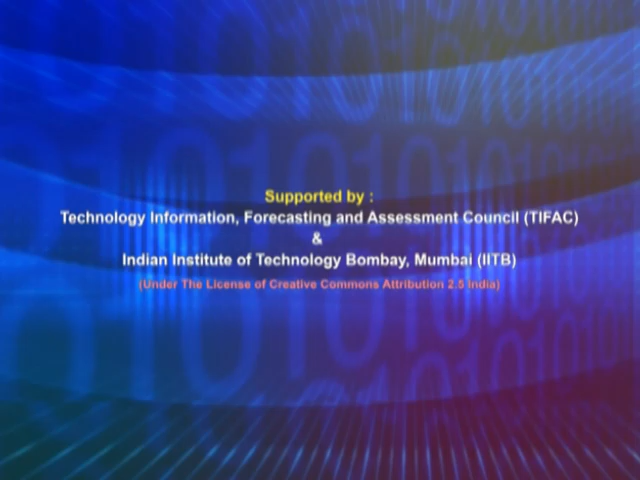 Supported by :
Technology Information, Forecasting and Assessment Council (TIFAC)
&
Indian Institute of Technology Bombay, Mumbai (IITB)
(Under The License of Creative Commons Attribution 2.5 India)